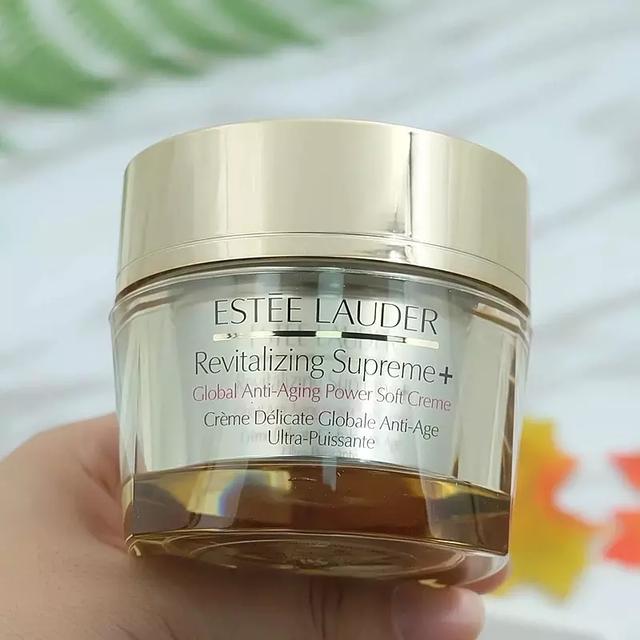 ESTĒE LAUDER
Revitalizing Supreme+
Global Anti-Aging Power Soft Creme
Crème Délicate Globale Anti-Age
Ultra-Puissante